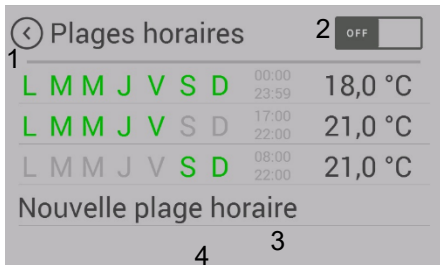 Plages horaires 2 OFF
1
L M M J V S D 00:00 23:59 18,0 °C
L M M J V S D 17:00 22:00 21,0 °C
L M M J V S D 08:00 22:00 21,0 °C
Nouvelle plage horaire
3
4